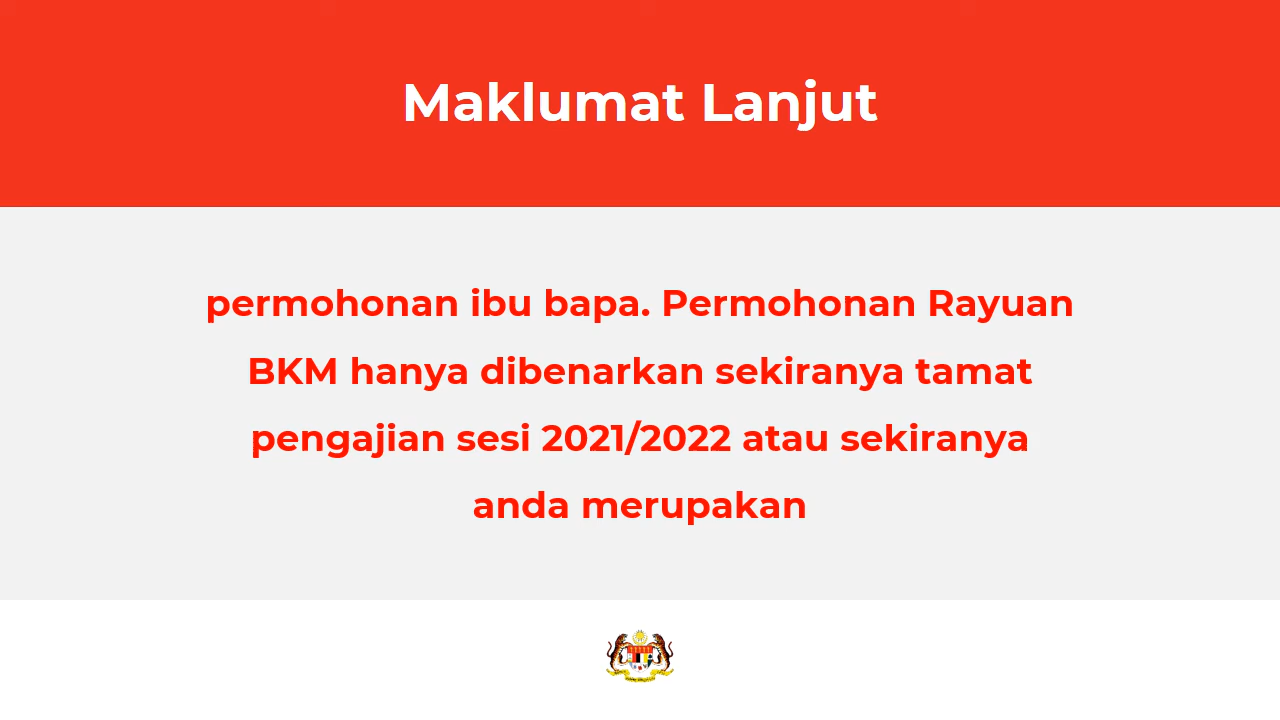 Maklumat Lanjut
permohonan ibu bapa. Permohonan Rayuan
BKM hanya dibenarkan sekiranya tamat
pengajian sesi 2021/2022 atau sekiranya
anda merupakan